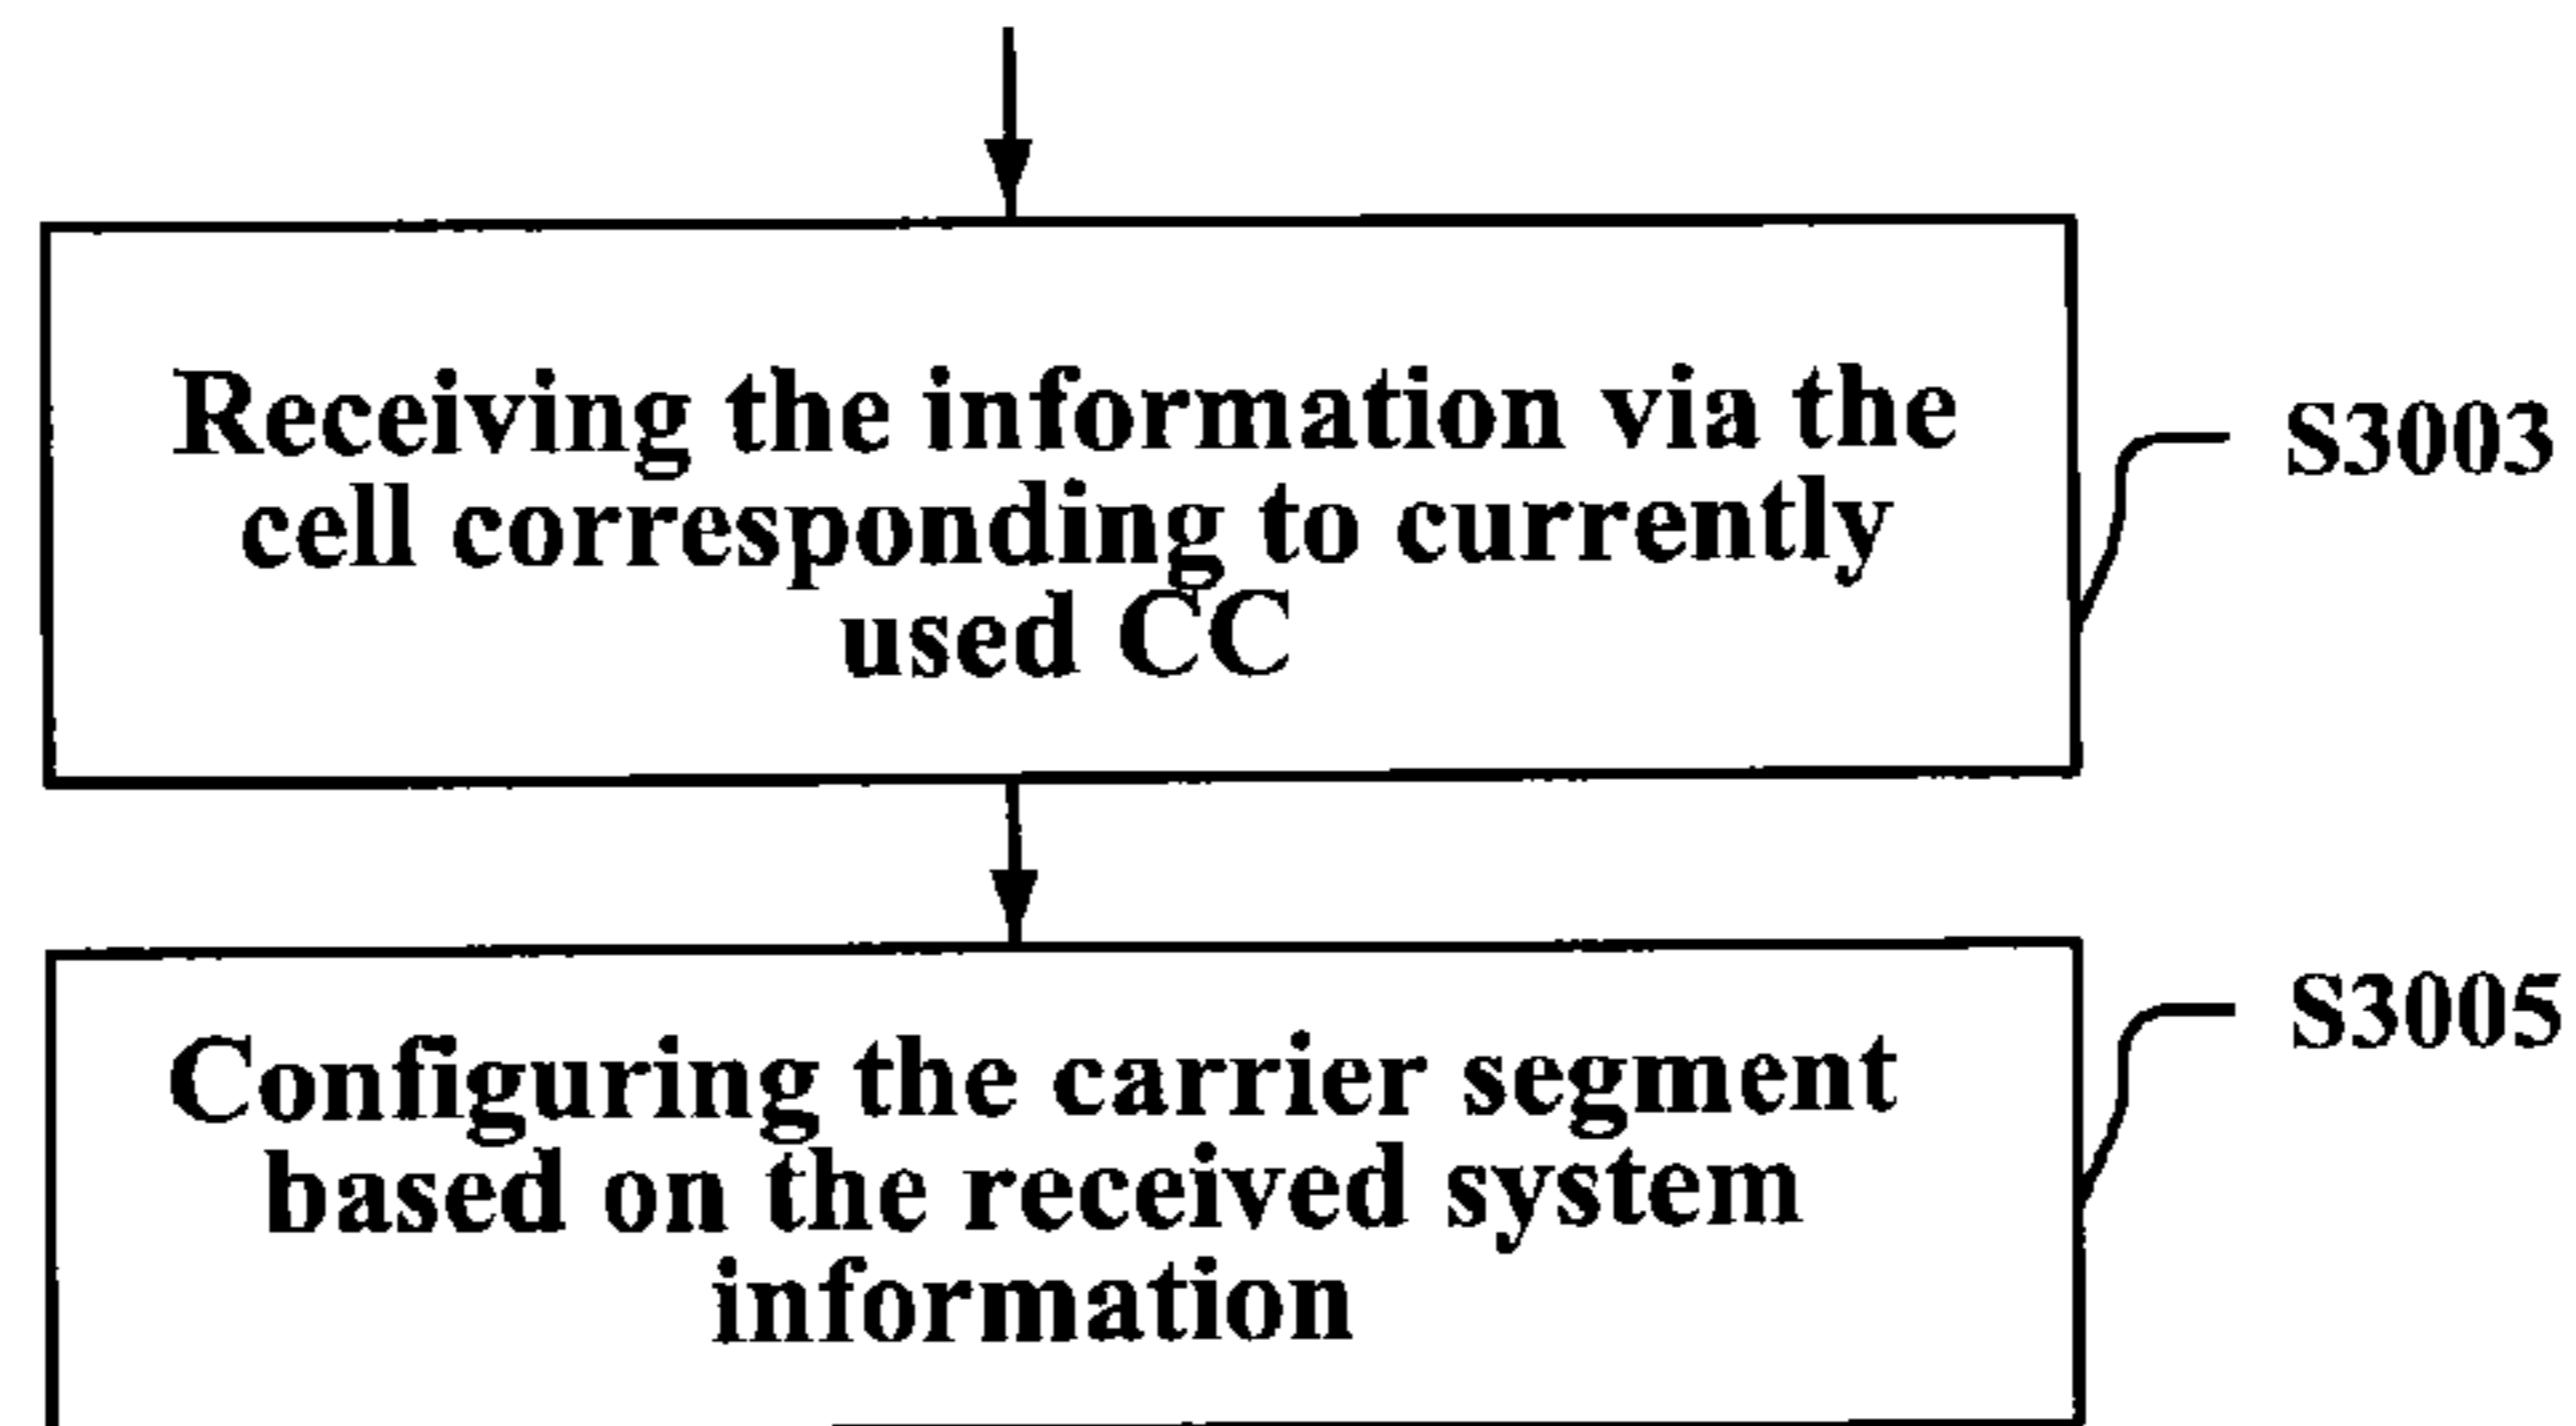 Receiving the information via the
cell corresponding to currently
used CC
S3003
Configuring the carrier segment
based on the received system
information
S3005